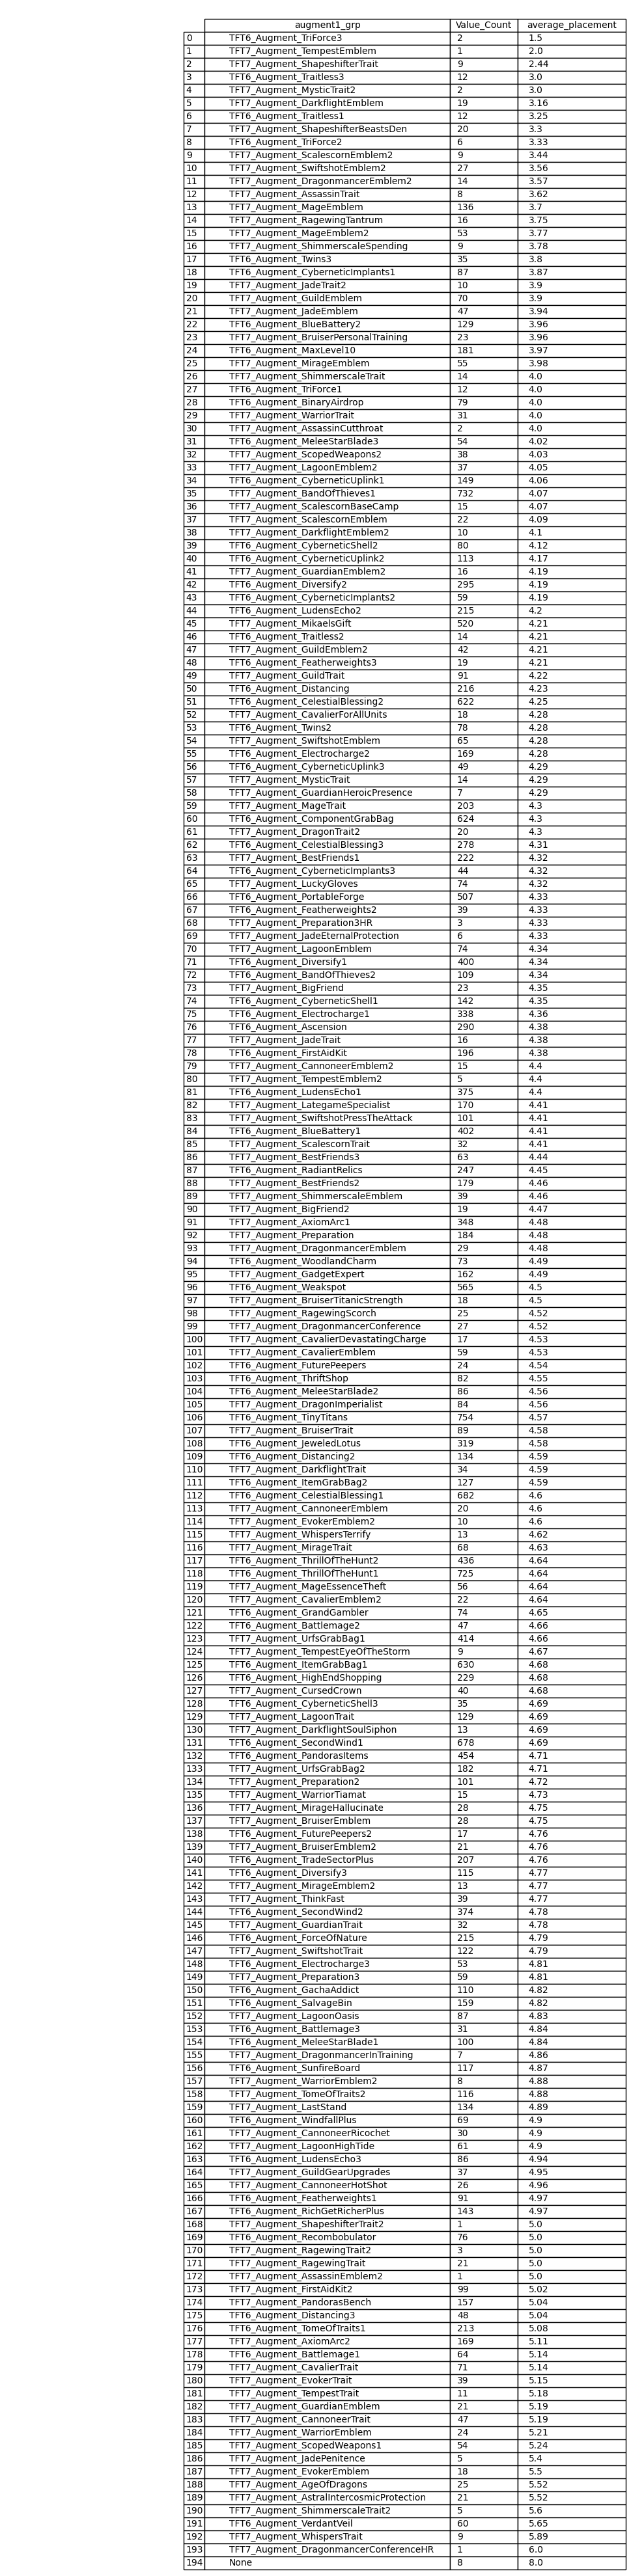 augment1_grp Value_Count average_placement
0 TFT6_Augment_TriForce3 2 1.5
1 TFT7_Augment_TempestEmblem 1 2.0
2 TFT7_Augment_ShapeshifterTrait 9 2.44
3 TFT6_Augment_Traitless3 12 3.0
4 TFT7_Augment_MysticTrait2 2 3.0
5 TFT7_Augment_DarkflightEmblem 19 3.16
6 TFT6_Augment_Traitless1 12 3.25
7 TFT7_Augment_ShapeshifterBeastsDen 20 3.3
8 TFT6_Augment_TriForce2 6 3.33
9 TFT7_Augment_ScalescornEmblem2 9 3.44
10 TFT7_Augment_SwiftshotEmblem2 27 3.56
11 TFT7_Augment_DragonmancerEmblem2 14 3.57
12 TFT7_Augment_AssassinTrait 8 3.62
13 TFT7_Augment_MageEmblem 136 3.7
14 TFT7_Augment_RagewingTantrum 16 3.75
15 TFT7_Augment_MageEmblem2 53 3.77
16 TFT7_Augment_ShimmerscaleSpending 9 3.78
17 TFT6_Augment_Twins3 35 3.8
18 TFT6_Augment_CyberneticImplants1 87 3.87
19 TFT7_Augment_JadeTrait2 10 3.9
20 TFT7_Augment_GuildEmblem 70 3.9
21 TFT7_Augment_JadeEmblem 47 3.94
22 TFT6_Augment_BlueBattery2 129 3.96
23 TFT7_Augment_BruiserPersonalTraining 23 3.96
24 TFT6_Augment_MaxLevel10 181 3.97
25 TFT7_Augment_MirageEmblem 55 3.98
26 TFT7_Augment_ShimmerscaleTrait 14 4.0
27 TFT6_Augment_TriForce1 12 4.0
28 TFT6_Augment_BinaryAirdrop 79 4.0
29 TFT7_Augment_WarriorTrait 31 4.0
30 TFT7_Augment_AssassinCutthroat 2 4.0
31 TFT6_Augment_MeleeStarBlade3 54 4.02
32 TFT7_Augment_ScopedWeapons2 38 4.03
33 TFT7_Augment_LagoonEmblem2 37 4.05
34 TFT6_Augment_CyberneticUplink1 149 4.06
35 TFT7_Augment_BandOfThieves1 732 4.07
36 TFT7_Augment_ScalescornBaseCamp 15 4.07
37 TFT7_Augment_ScalescornEmblem 22 4.09
38 TFT7_Augment_DarkflightEmblem2 10 4.1
39 TFT6_Augment_CyberneticShell2 80 4.12
40 TFT6_Augment_CyberneticUplink2 113 4.17
41 TFT7_Augment_GuardianEmblem2 16 4.19
42 TFT6_Augment_Diversify2 295 4.19
43 TFT6_Augment_CyberneticImplants2 59 4.19
44 TFT6_Augment_LudensEcho2 215 4.2
45 TFT7_Augment_MikaelsGift 520 4.21
46 TFT6_Augment_Traitless2 14 4.21
47 TFT7_Augment_GuildEmblem2 42 4.21
48 TFT6_Augment_Featherweights3 19 4.21
49 TFT7_Augment_GuildTrait 91 4.22
50 TFT6_Augment_Distancing 216 4.23
51 TFT6_Augment_CelestialBlessing2 622 4.25
52 TFT7_Augment_CavalierForAllUnits 18 4.28
53 TFT6_Augment_Twins2 78 4.28
54 TFT7_Augment_SwiftshotEmblem 65 4.28
55 TFT6_Augment_Electrocharge2 169 4.28
56 TFT6_Augment_CyberneticUplink3 49 4.29
57 TFT7_Augment_MysticTrait 14 4.29
58 TFT7_Augment_GuardianHeroicPresence 7 4.29
59 TFT7_Augment_MageTrait 203 4.3
60 TFT6_Augment_ComponentGrabBag 624 4.3
61 TFT7_Augment_DragonTrait2 20 4.3
62 TFT6_Augment_CelestialBlessing3 278 4.31
63 TFT7_Augment_BestFriends1 222 4.32
64 TFT6_Augment_CyberneticImplants3 44 4.32
65 TFT7_Augment_LuckyGloves 74 4.32
66 TFT6_Augment_PortableForge 507 4.33
67 TFT6_Augment_Featherweights2 39 4.33
68 TFT7_Augment_Preparation3HR 3 4.33
69 TFT7_Augment_JadeEternalProtection 6 4.33
70 TFT7_Augment_LagoonEmblem 74 4.34
71 TFT6_Augment_Diversify1 400 4.34
72 TFT6_Augment_BandOfThieves2 109 4.34
73 TFT7_Augment_BigFriend 23 4.35
74 TFT6_Augment_CyberneticShell1 142 4.35
75 TFT6_Augment_Electrocharge1 338 4.36
76 TFT6_Augment_Ascension 290 4.38
77 TFT7_Augment_JadeTrait 16 4.38
78 TFT6_Augment_FirstAidKit 196 4.38
79 TFT7_Augment_CannoneerEmblem2 15 4.4
80 TFT7_Augment_TempestEmblem2 5 4.4
81 TFT6_Augment_LudensEcho1 375 4.4
82 TFT7_Augment_LategameSpecialist 170 4.41
83 TFT7_Augment_SwiftshotPressTheAttack 101 4.41
84 TFT6_Augment_BlueBattery1 402 4.41
85 TFT7_Augment_ScalescornTrait 32 4.41
86 TFT7_Augment_BestFriends3 63 4.44
87 TFT6_Augment_RadiantRelics 247 4.45
88 TFT7_Augment_BestFriends2 179 4.46
89 TFT7_Augment_ShimmerscaleEmblem 39 4.46
90 TFT7_Augment_BigFriend2 19 4.47
91 TFT7_Augment_AxiomArc1 348 4.48
92 TFT7_Augment_Preparation 184 4.48
93 TFT7_Augment_DragonmancerEmblem 29 4.48
94 TFT6_Augment_WoodlandCharm 73 4.49
95 TFT7_Augment_GadgetExpert 162 4.49
96 TFT6_Augment_Weakspot 565 4.5
97 TFT7_Augment_BruiserTitanicStrength 18 4.5
98 TFT7_Augment_RagewingScorch 25 4.52
99 TFT7_Augment_DragonmancerConference 27 4.52
100 TFT7_Augment_CavalierDevastatingCharge 17 4.53
101 TFT7_Augment_CavalierEmblem 59 4.53
102 TFT6_Augment_FuturePeepers 24 4.54
103 TFT6_Augment_ThriftShop 82 4.55
104 TFT6_Augment_MeleeStarBlade2 86 4.56
105 TFT7_Augment_DragonImperialist 84 4.56
106 TFT6_Augment_TinyTitans 754 4.57
107 TFT7_Augment_BruiserTrait 89 4.58
108 TFT6_Augment_JeweledLotus 319 4.58
109 TFT6_Augment_Distancing2 134 4.59
110 TFT7_Augment_DarkflightTrait 34 4.59
111 TFT6_Augment_ItemGrabBag2 127 4.59
112 TFT6_Augment_CelestialBlessing1 682 4.6
113 TFT7_Augment_CannoneerEmblem 20 4.6
114 TFT7_Augment_EvokerEmblem2 10 4.6
115 TFT7_Augment_WhispersTerrify 13 4.62
116 TFT7_Augment_MirageTrait 68 4.63
117 TFT6_Augment_ThrillOfTheHunt2 436 4.64
118 TFT6_Augment_ThrillOfTheHunt1 725 4.64
119 TFT7_Augment_MageEssenceTheft 56 4.64
120 TFT7_Augment_CavalierEmblem2 22 4.64
121 TFT6_Augment_GrandGambler 74 4.65
122 TFT6_Augment_Battlemage2 47 4.66
123 TFT7_Augment_UrfsGrabBag1 414 4.66
124 TFT7_Augment_TempestEyeOfTheStorm 9 4.67
125 TFT6_Augment_ItemGrabBag1 630 4.68
126 TFT6_Augment_HighEndShopping 229 4.68
127 TFT7_Augment_CursedCrown 40 4.68
128 TFT6_Augment_CyberneticShell3 35 4.69
129 TFT7_Augment_LagoonTrait 129 4.69
130 TFT7_Augment_DarkflightSoulSiphon 13 4.69
131 TFT6_Augment_SecondWind1 678 4.69
132 TFT6_Augment_PandorasItems 454 4.71
133 TFT7_Augment_UrfsGrabBag2 182 4.71
134 TFT7_Augment_Preparation2 101 4.72
135 TFT7_Augment_WarriorTiamat 15 4.73
136 TFT7_Augment_MirageHallucinate 28 4.75
137 TFT7_Augment_BruiserEmblem 28 4.75
138 TFT6_Augment_FuturePeepers2 17 4.76
139 TFT7_Augment_BruiserEmblem2 21 4.76
140 TFT6_Augment_TradeSectorPlus 207 4.76
141 TFT6_Augment_Diversify3 115 4.77
142 TFT7_Augment_MirageEmblem2 13 4.77
143 TFT7_Augment_ThinkFast 39 4.77
144 TFT6_Augment_SecondWind2 374 4.78
145 TFT7_Augment_GuardianTrait 32 4.78
146 TFT6_Augment_ForceOfNature 215 4.79
147 TFT7_Augment_SwiftshotTrait 122 4.79
148 TFT6_Augment_Electrocharge3 53 4.81
149 TFT7_Augment_Preparation3 59 4.81
150 TFT7_Augment_GachaAddict 110 4.82
151 TFT6_Augment_SalvageBin 159 4.82
152 TFT7_Augment_LagoonOasis 87 4.83
153 TFT6_Augment_Battlemage3 31 4.84
154 TFT6_Augment_MeleeStarBlade1 100 4.84
155 TFT7_Augment_DragonmancerInTraining 7 4.86
156 TFT6_Augment_SunfireBoard 117 4.87
157 TFT7_Augment_WarriorEmblem2 8 4.88
158 TFT7_Augment_TomeOfTraits2 116 4.88
159 TFT7_Augment_LastStand 134 4.89
160 TFT6_Augment_WindfallPlus 69 4.9
161 TFT7_Augment_CannoneerRicochet 30 4.9
162 TFT7_Augment_LagoonHighTide 61 4.9
163 TFT6_Augment_LudensEcho3 86 4.94
164 TFT7_Augment_GuildGearUpgrades 37 4.95
165 TFT7_Augment_CannoneerHotShot 26 4.96
166 TFT6_Augment_Featherweights1 91 4.97
167 TFT6_Augment_RichGetRicherPlus 143 4.97
168 TFT7_Augment_ShapeshifterTrait2 1 5.0
169 TFT6_Augment_Recombobulator 76 5.0
170 TFT7_Augment_RagewingTrait2 3 5.0
171 TFT7_Augment_RagewingTrait 21 5.0
172 TFT7_Augment_AssassinEmblem2 1 5.0
173 TFT7_Augment_FirstAidKit2 99 5.02
174 TFT7_Augment_PandorasBench 157 5.04
175 TFT6_Augment_Distancing3 48 5.04
176 TFT6_Augment_TomeOfTraits1 213 5.08
177 TFT7_Augment_AxiomArc2 169 5.11
178 TFT6_Augment_Battlemage1 64 5.14
179 TFT7_Augment_CavalierTrait 71 5.14
180 TFT7_Augment_EvokerTrait 39 5.15
181 TFT7_Augment_TempestTrait 11 5.18
182 TFT7_Augment_GuardianEmblem 21 5.19
183 TFT7_Augment_CannoneerTrait 47 5.19
184 TFT7_Augment_WarriorEmblem 24 5.21
185 TFT7_Augment_ScopedWeapons1 54 5.24
186 TFT7_Augment_JadePenitence 5 5.4
187 TFT7_Augment_EvokerEmblem 18 5.5
188 TFT7_Augment_AgeOfDragons 25 5.52
189 TFT7_Augment_AstralIntercosmicProtection 21 5.52
190 TFT7_Augment_ShimmerscaleTrait2 5 5.6
191 TFT6_Augment_VerdantVeil 60 5.65
192 TFT7_Augment_WhispersTrait 9 5.89
193 TFT7_Augment_DragonmancerConferenceHR 1 6.0
194 None 8 8.0